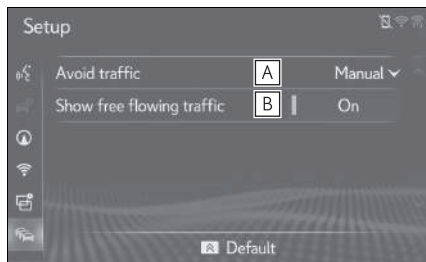 Setup
Avoid traffic A Manual
Show free flowing traffic B On
Default